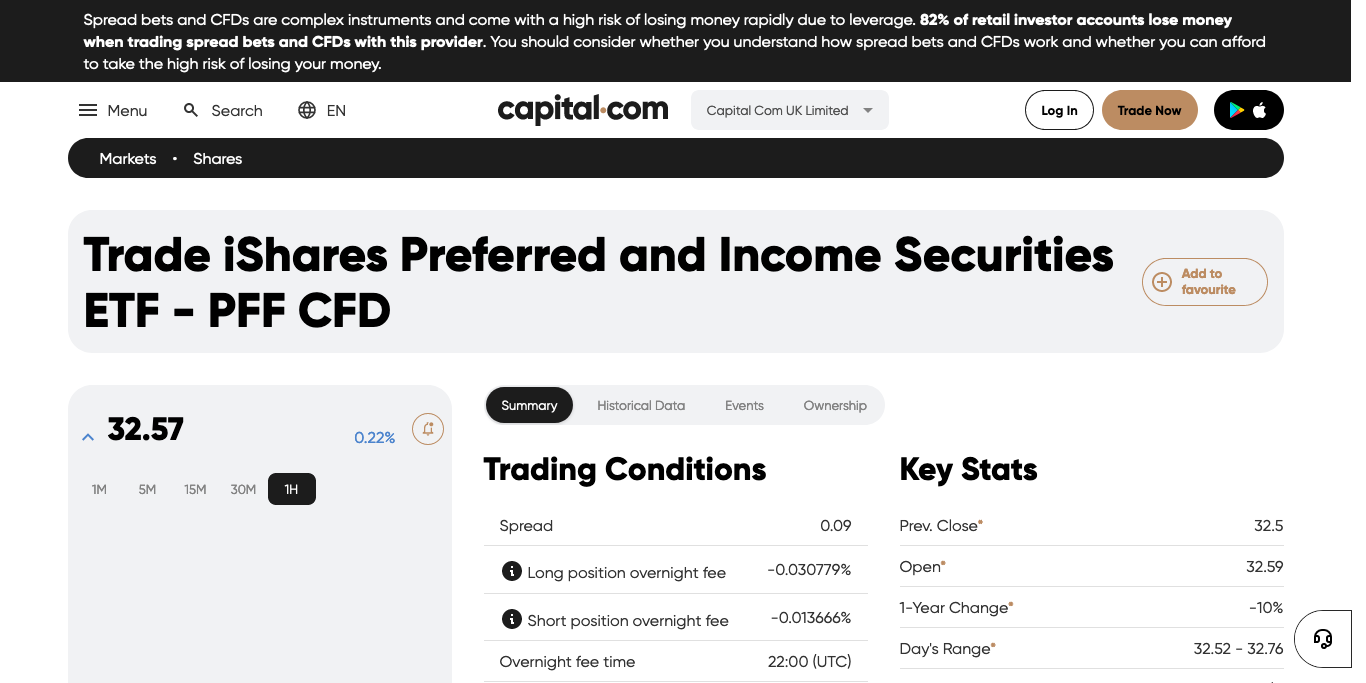 Spread bets and CFDs are complex instruments and come with a high risk of losing money rapidly due to leverage. 82% of retail investor accounts lose money
when trading spread bets and CFDs with this provider. You should consider whether you understand how spread bets and CFDs work and whether you can afford
to take the high risk of losing your money.
Menu Search EN capital.com Capital Com UK Limited Log In Trade Now
Markets • Shares
Trade iShares Preferred and Income Securities
ETF - PFF CFD
Add to
favourite
32.57 0.22%
1M 5M 15M 30M 1H
Summary Historical Data Events Ownership
Trading Conditions
Spread 0.09
Long position overnight fee -0.030779%
Short position overnight fee -0.013666%
Overnight fee time 22:00 (UTC)
Key Stats
Prev. Close* 32.5
Open* 32.59
1-Year Change* -10%
Day's Range* 32.52 - 32.76